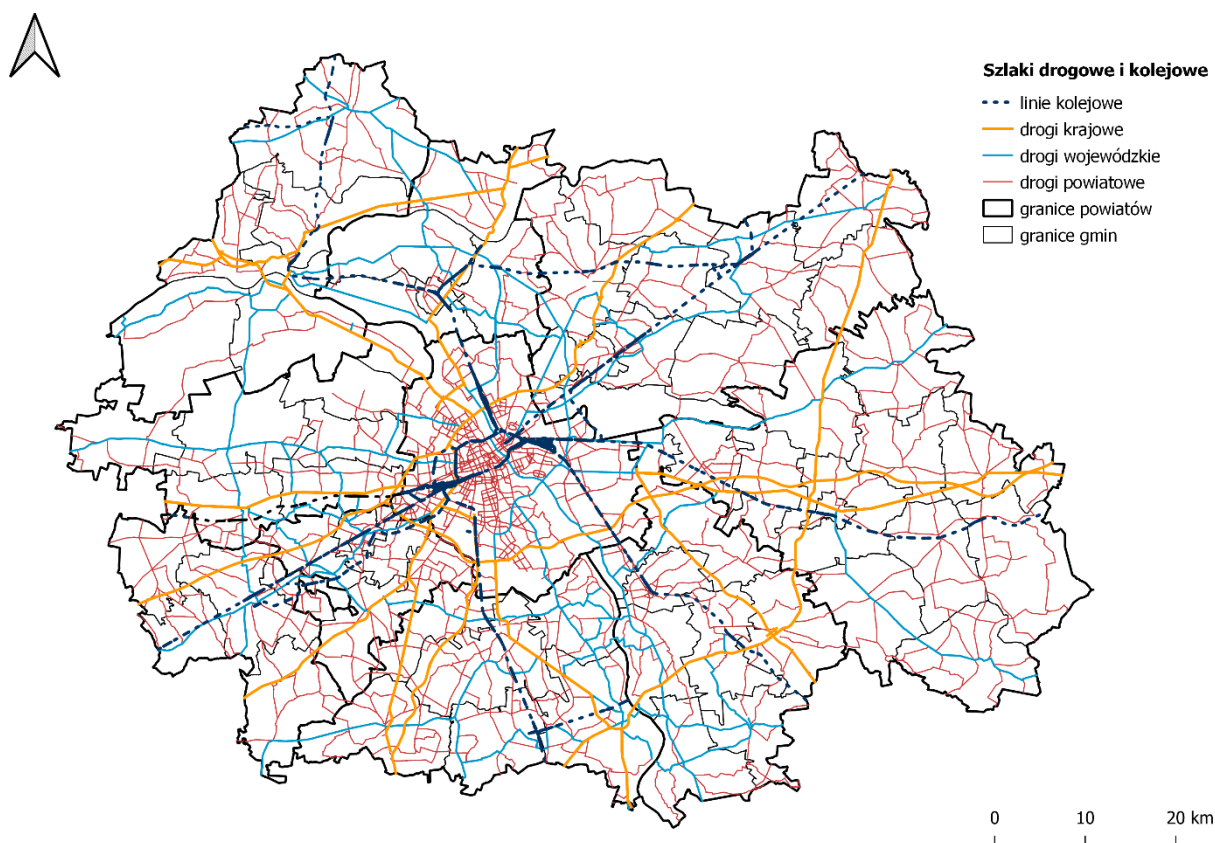 Szlaki drogowe i kolejowe
linie kolejowe
drogi krajowe
drogi wojewódzkie
drogi powiatowe
granice powiatów
granice gmin
0 10 20 km